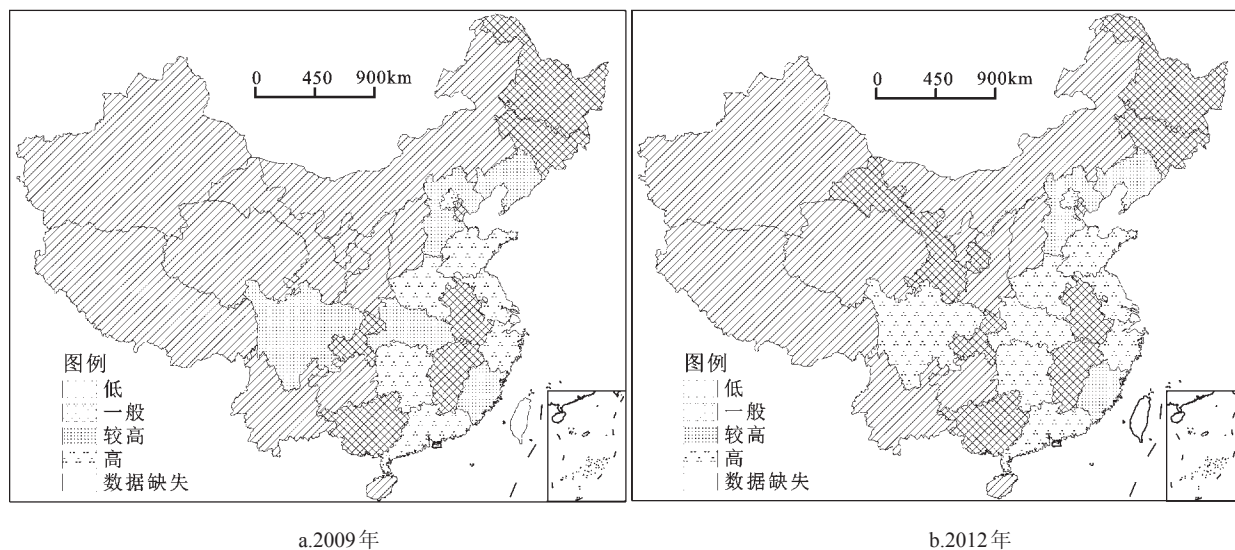 0 450 900km
图例
低
一般
较高
高
数据缺失
a.2009年
0 450 900km
图例
低
一般
较高
高
数据缺失
b.2012年